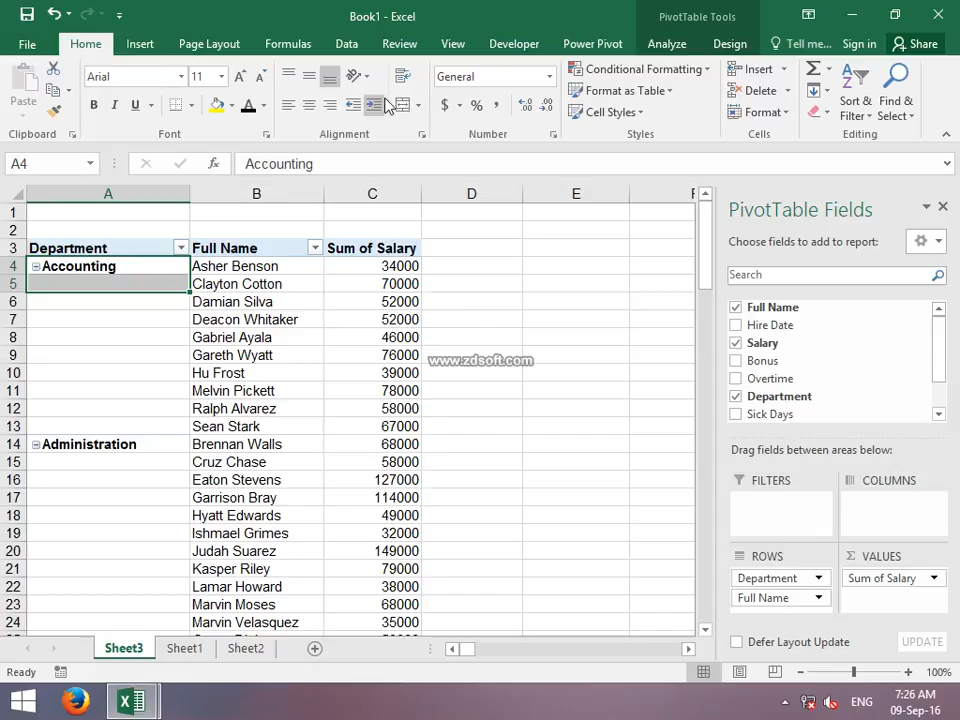 Book1 - Excel
PivotTable Tools
File Home Insert Page Layout Formulas Data Review View Developer Power Pivot Analyze Design Tell me... Sign in Share
Paste
Arial 11
General
Conditional Formatting
Format as Table
Cell Styles
Insert
Delete
Format
Sort & Filter
Find & Select
Clipboard Font Alignment Number Styles Cells Editing
A4 fx Accounting
A B C D E F
1
2
3 Department Full Name Sum of Salary
4 Accounting Asher Benson 34000
5 Clayton Cotton 70000
6 Damian Silva 52000
7 Deacon Whitaker 52000
8 Gabriel Ayala 46000
9 Gareth Wyatt 76000
10 Hu Frost 39000
11 Melvin Pickett 78000
12 Ralph Alvarez 58000
13 Sean Stark 67000
14 Administration Brennan Walls 68000
15 Cruz Chase 58000
16 Eaton Stevens 127000
17 Garrison Bray 114000
18 Hyatt Edwards 49000
19 Ishmael Grimes 32000
20 Judah Suarez 149000
21 Kasper Riley 79000
22 Lamar Howard 38000
23 Marvin Moses 68000
24 Marvin Velasquez 35000
www.zdsoft.com
PivotTable Fields
Choose fields to add to report:
Search
Full Name
Hire Date
Salary
Bonus
Overtime
Department
Sick Days
Drag fields between areas below:
FILTERS COLUMNS
ROWS VALUES
Department Sum of Salary
Full Name
Defer Layout Update UPDATE
Sheet3 Sheet1 Sheet2
Ready 100%
ENG 7:26 AM
09-Sep-16